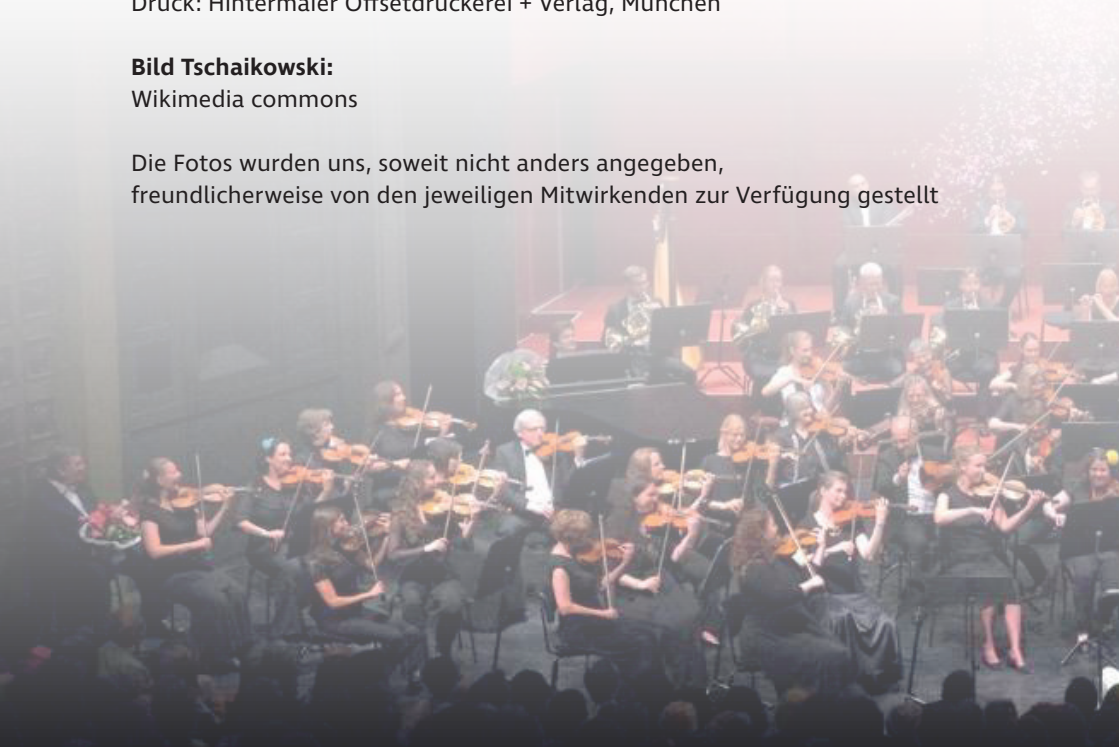 Druck: Hintermaier Offsetdruckerei + Verlag, München
Bild Tschaikowski:
Wikimedia commons
Die Fotos wurden uns, soweit nicht anders angegeben,
freundlicherweise von den jeweiligen Mitwirkenden zur Verfügung gestellt